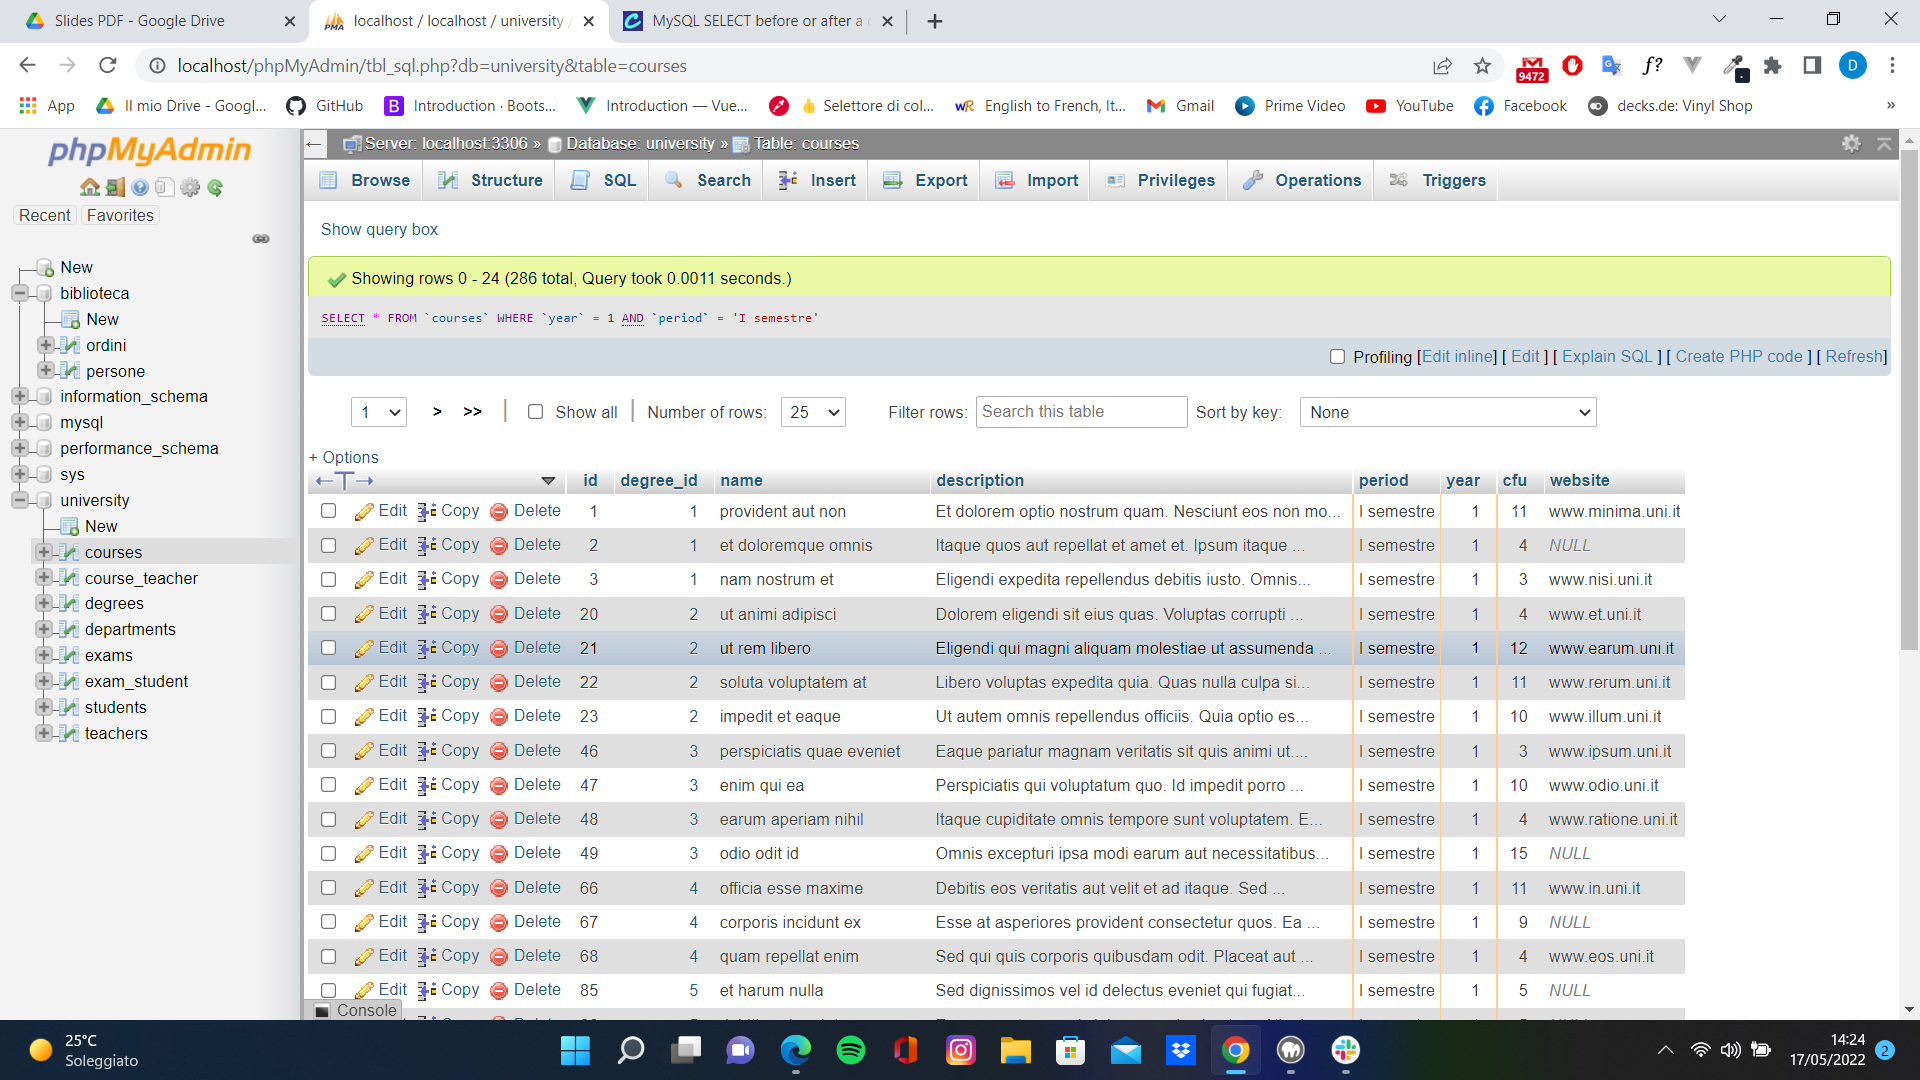 Slides PDF - Google Drive
localhost / localhost / university /
MySQL SELECT before or after a
localhost/phpMyAdmin/tbl_sql.php?db=university&table=courses
9472
f?
D
App
Il mio Drive - Googl...
GitHub
Introduction · Boots...
Introduction — Vue...
Selettore di col...
wR English to French, It...
Gmail
Prime Video
YouTube
Facebook
decks.de: Vinyl Shop
»
phpMyAdmin
Recent Favorites
New
biblioteca
New
ordini
persone
information_schema
mysql
performance_schema
sys
university
New
courses
course_teacher
degrees
departments
exams
exam_student
students
teachers
Server: localhost:3306 » Database: university » Table: courses
Browse Structure SQL Search Insert Export Import Privileges Operations Triggers
Show query box
Showing rows 0 - 24 (286 total, Query took 0.0011 seconds.)
SELECT * FROM `courses` WHERE `year` = 1 AND `period` = 'I semestre'
Profiling [Edit inline] [ Edit ] [ Explain SQL ] [ Create PHP code ] [ Refresh]
1 > >> | Show all | Number of rows: 25 Filter rows: Search this table Sort by key: None
+ Options
←T→ id degree_id name description period year cfu website
Edit Copy Delete 1 1 provident aut non Et dolorem optio nostrum quam. Nesciunt eos non mo... I semestre 1 11 www.minima.uni.it
Edit Copy Delete 2 1 et doloremque omnis Itaque quos aut repellat et amet et. Ipsum itaque ... I semestre 1 4 NULL
Edit Copy Delete 3 1 nam nostrum et Eligendi expedita repellendus debitis iusto. Omnis... I semestre 1 3 www.nisi.uni.it
Edit Copy Delete 20 2 ut animi adipisci Dolorem eligendi sit eius quas. Voluptas corrupti ... I semestre 1 4 www.et.uni.it
Edit Copy Delete 21 2 ut rem libero Eligendi qui magni aliquam molestiae ut assumenda ... I semestre 1 12 www.earum.uni.it
Edit Copy Delete 22 2 soluta voluptatem at Libero voluptas expedita quia. Quas nulla culpa si... I semestre 1 11 www.rerum.uni.it
Edit Copy Delete 23 2 impedit et eaque Ut autem omnis repellendus officiis. Quia optio es... I semestre 1 10 www.illum.uni.it
Edit Copy Delete 46 3 perspiciatis quae eveniet Eaque pariatur magnam veritatis sit quis animi ut.... I semestre 1 3 www.ipsum.uni.it
Edit Copy Delete 47 3 enim qui ea Perspiciatis qui voluptatum quo. Id impedit porro ... I semestre 1 10 www.odio.uni.it
Edit Copy Delete 48 3 earum aperiam nihil Itaque cupiditate omnis tempore sunt voluptatem. E... I semestre 1 4 www.ratione.uni.it
Edit Copy Delete 49 3 odio odit id Omnis excepturi ipsa modi earum aut necessitatibus... I semestre 1 15 NULL
Edit Copy Delete 66 4 officia esse maxime Debitis eos veritatis aut velit et ad itaque. Sed ... I semestre 1 11 www.in.uni.it
Edit Copy Delete 67 4 corporis incidunt ex Esse at asperiores provident consectetur quos. Ea ... I semestre 1 9 NULL
Edit Copy Delete 68 4 quam repellat enim Sed qui quis corporis quibusdam odit. Placeat aut ... I semestre 1 4 www.eos.uni.it
Edit Copy Delete 85 5 et harum nulla Sed dignissimos vel id delectus eveniet qui fugiat... I semestre 1 5 NULL
Console
25°C
Soleggiato
14:24
17/05/2022
2